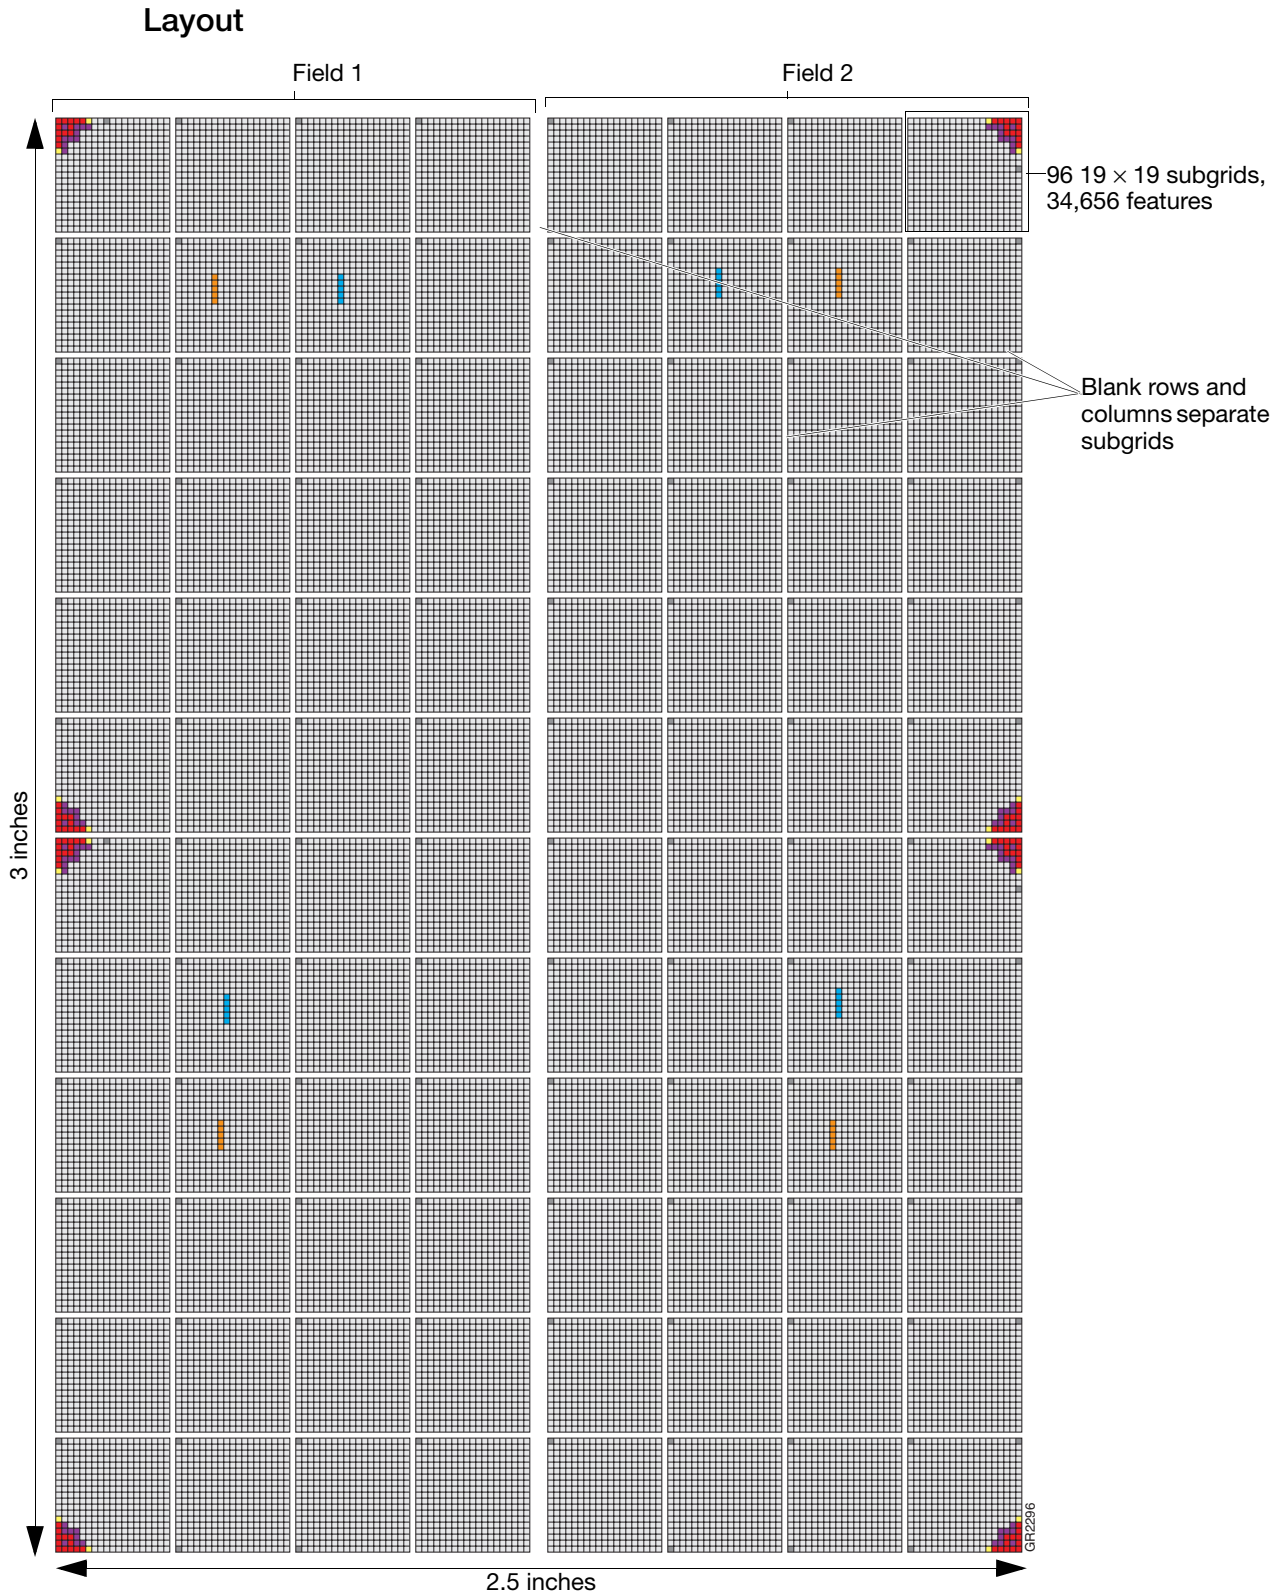 Layout
Field 1
Field 2
96 19 × 19 subgrids,
34,656 features
Blank rows and
columns separate
subgrids
3 inches
GR2296
2.5 inches